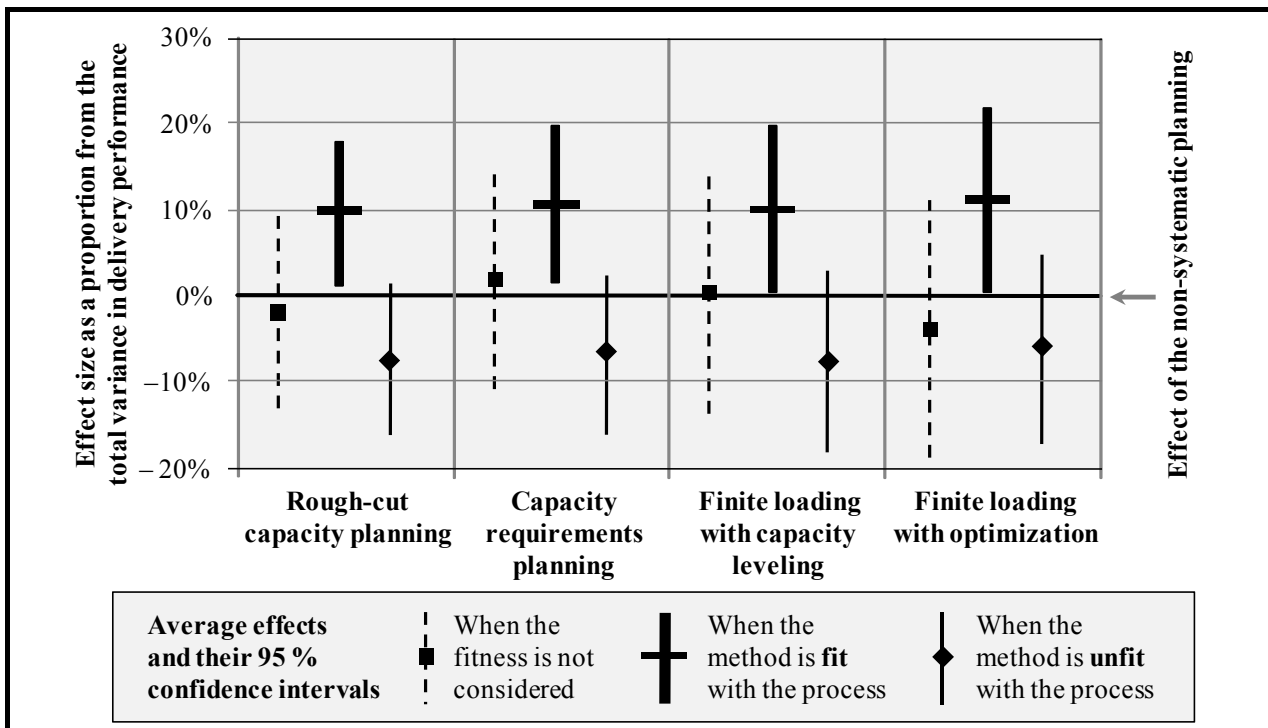 Effect size as a proportion from the
total variance in delivery performance
30%
20%
10%
0%
–10%
–20%
Effect of the non-systematic planning
Rough-cut
capacity planning
Capacity
requirements
planning
Finite loading
with capacity
leveling
Finite loading
with optimization
Average effects
and their 95 %
confidence intervals
When the
fitness is not
considered
When the
method is fit
with the process
When the
method is unfit
with the process